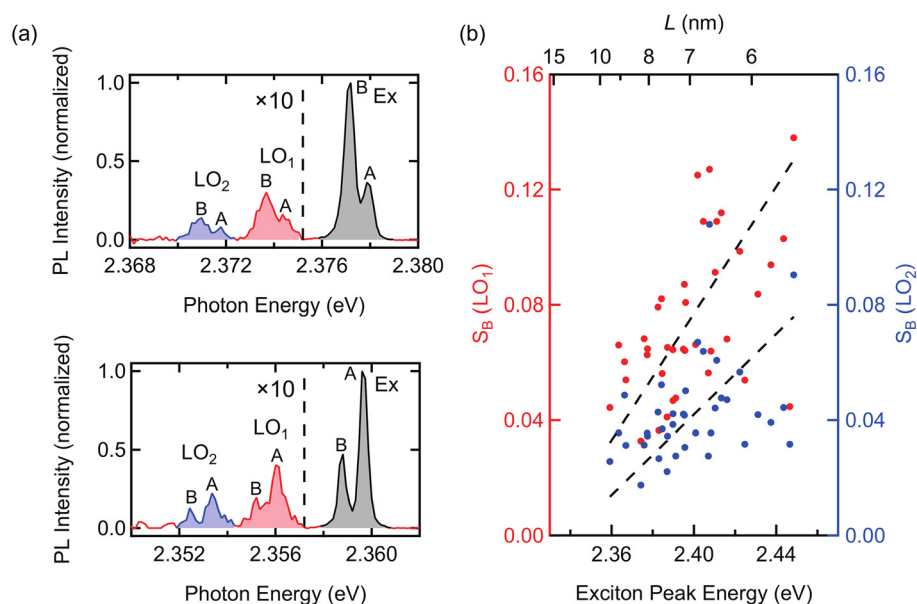 (a)
PL Intensity (normalized)
1.0
0.5
0.0
×10
B
Ex
A
LO₁
B
A
LO₂
B
A
2.368
2.372
2.376
2.380
Photon Energy (eV)
PL Intensity (normalized)
1.0
0.5
0.0
×10
A
Ex
B
LO₁
A
B
LO₂
A
B
2.352
2.356
2.360
Photon Energy (eV)
(b)
L (nm)
15
10
9
8
7
6
0.16
0.12
0.08
0.04
0.00
S_B (LO₁)
0.16
0.12
0.08
0.04
0.00
S_B (LO₂)
2.36
2.40
2.44
Exciton Peak Energy (eV)